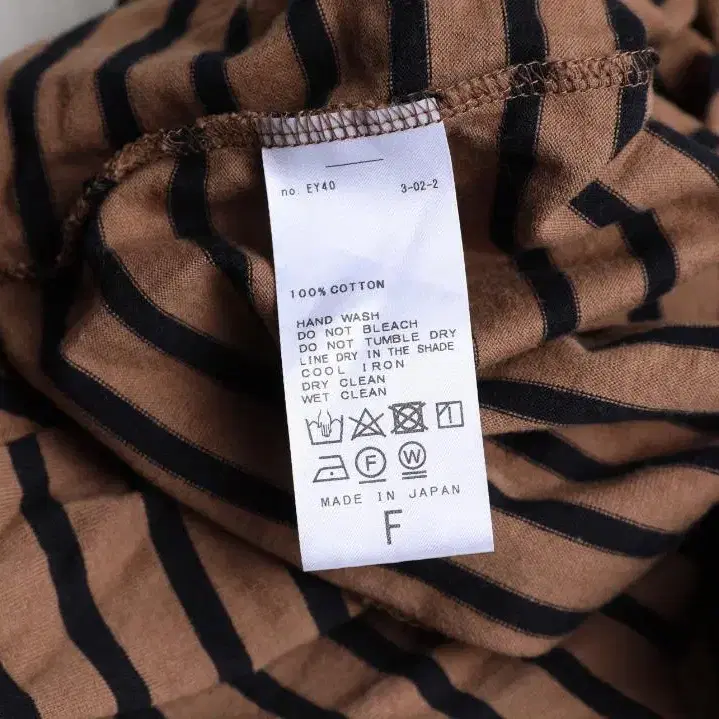 no. EY40 3-02-2
100% COTTON
HAND WASH
DO NOT BLEACH
DO NOT TUMBLE DRY
LINE DRY IN THE SHADE
COOL IRON
DRY CLEAN
WET CLEAN
F W
MADE IN JAPAN
F